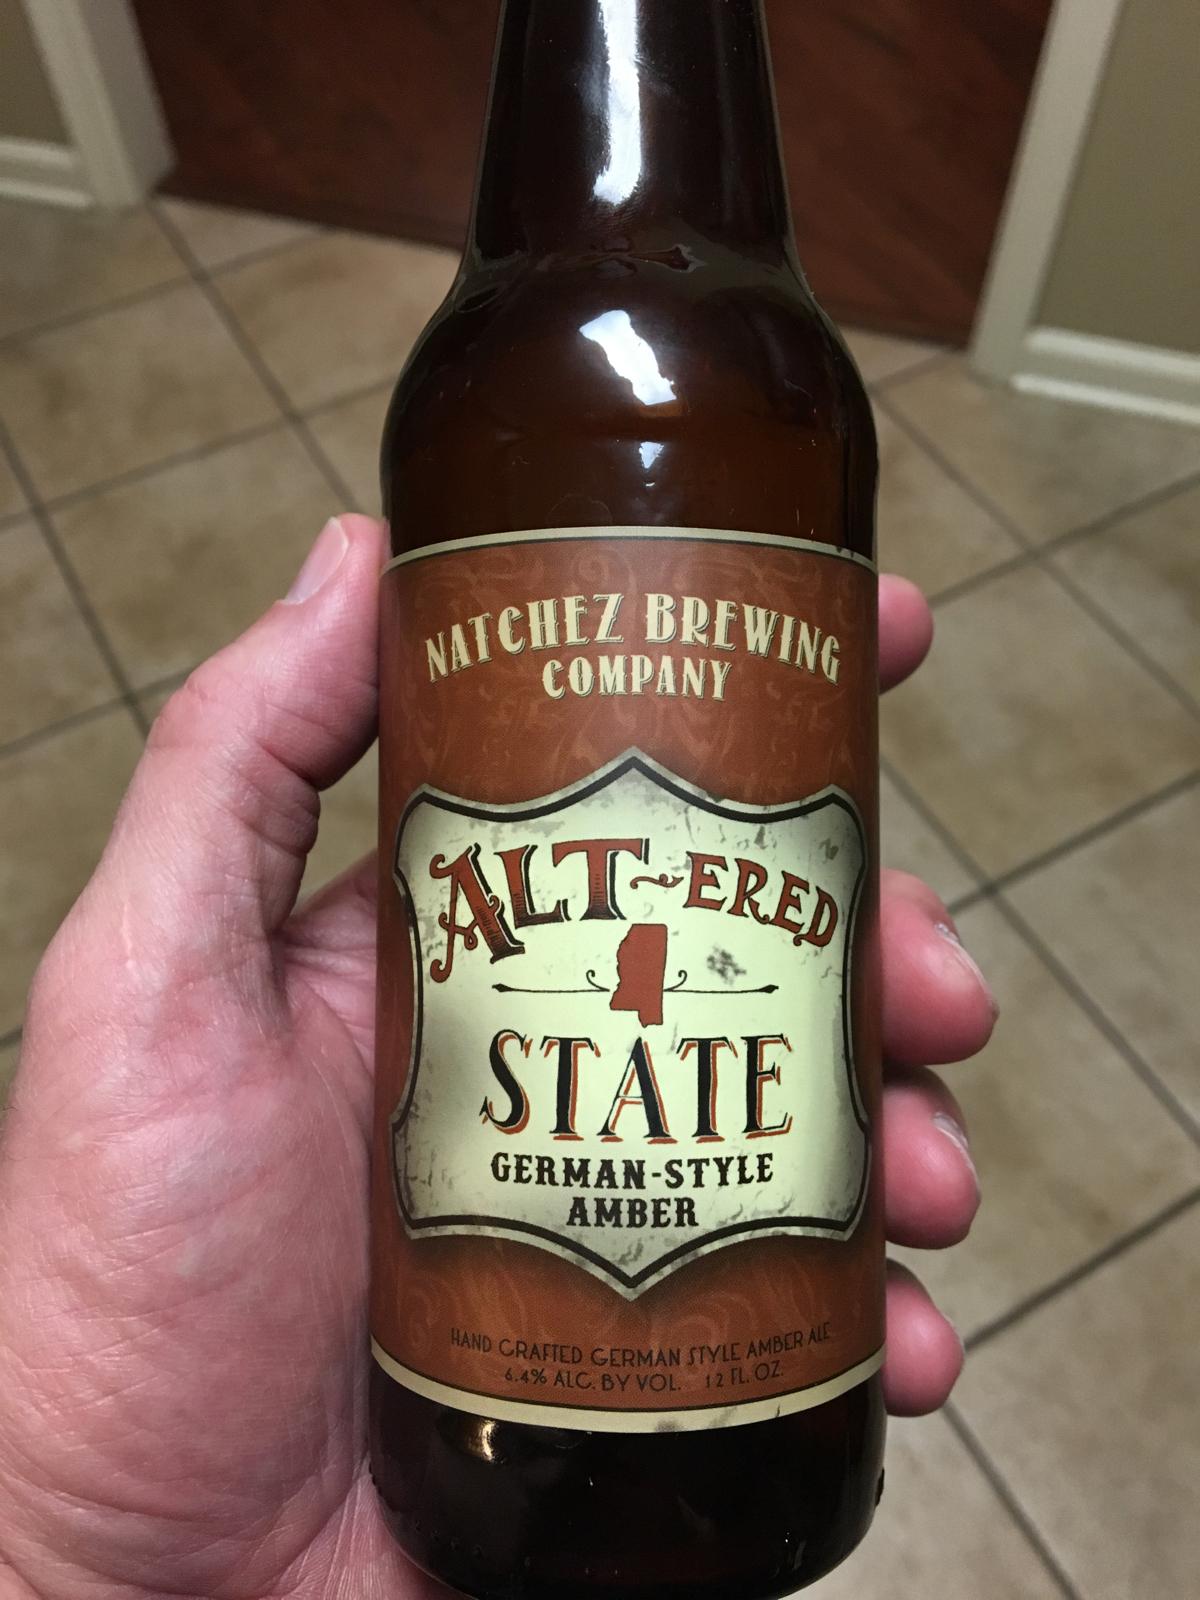 NATCHEZ BREWING
COMPANY
ALT~ERED
STATE
GERMAN-STYLE
AMBER
HAND CRAFTED GERMAN STYLE AMBER ALE
6.4% ALC. BY VOL. 12 FL. OZ.